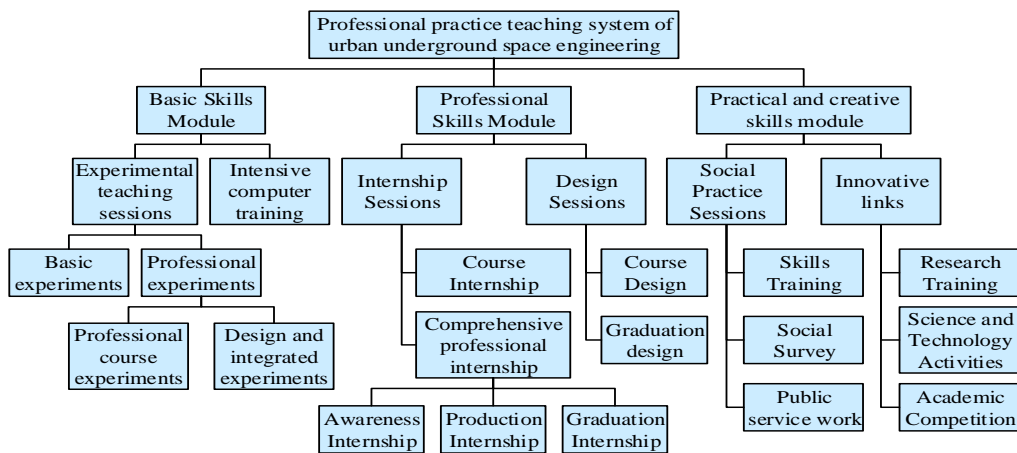 Professional practice teaching system of
urban underground space engineering
Basic Skills
Module
Professional
Skills Module
Practical and creative
skills module
Experimental
teaching
sessions
Intensive
computer
training
Internship
Sessions
Design
Sessions
Social
Practice
Sessions
Innovative
links
Basic
experiments
Professional
experiments
Course
Internship
Course
Design
Skills
Training
Research
Training
Professional
course
experiments
Design and
integrated
experiments
Comprehensive
professional
internship
Graduation
design
Social
Survey
Science and
Technology
Activities
Awareness
Internship
Production
Internship
Graduation
Internship
Public
service work
Academic
Competition